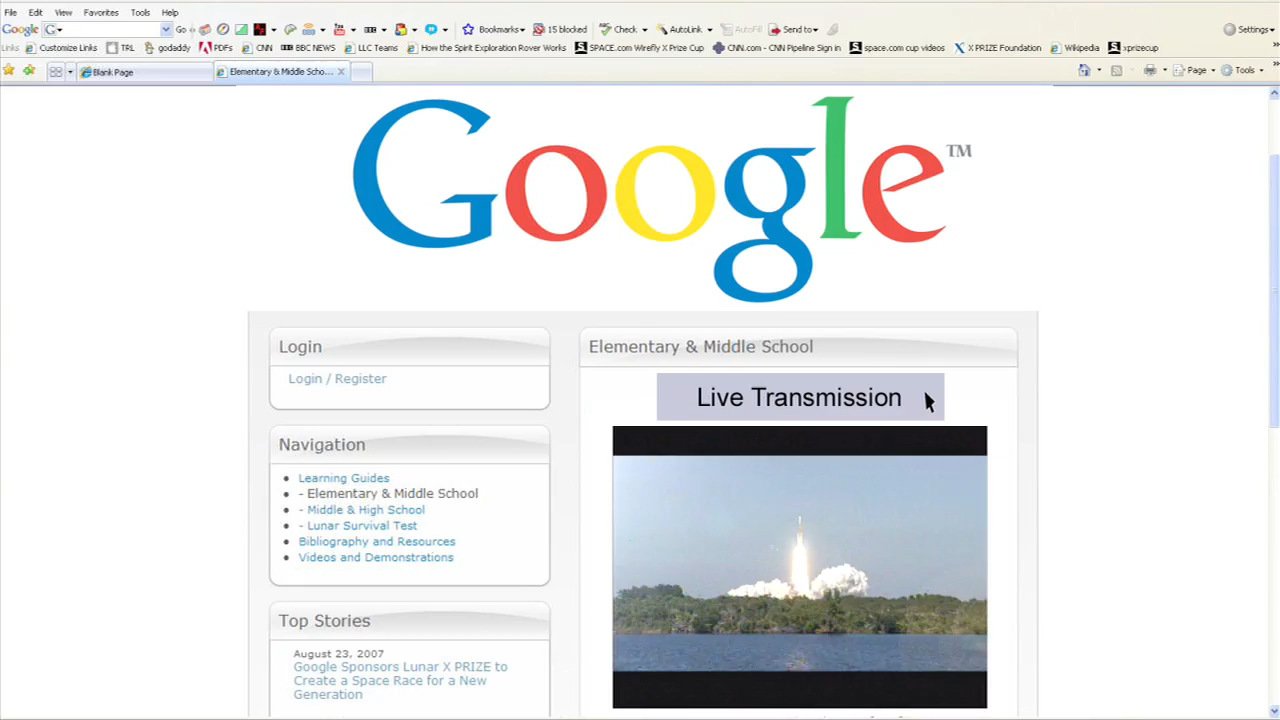 File Edit View Favorites Tools Help
Google G Go Bookmarks 15 blocked Check AutoLink AutoFill Send to Settings
Links Customize Links TRL godaddy PDFs CNN BBC NEWS LLC Teams How the Spirit Exploration Rover Works SPACE.com Wirefly X Prize Cup CNN.com - CNN Pipeline Sign in space.com cup videos X PRIZE Foundation Wikipedia xprizecup
Blank Page Elementary & Middle Scho... Page Tools
Google™
Login
Login / Register
Navigation
Learning Guides
- Elementary & Middle School
- Middle & High School
- Lunar Survival Test
Bibliography and Resources
Videos and Demonstrations
Top Stories
August 23, 2007
Google Sponsors Lunar X PRIZE to
Create a Space Race for a New
Generation
Elementary & Middle School
Live Transmission